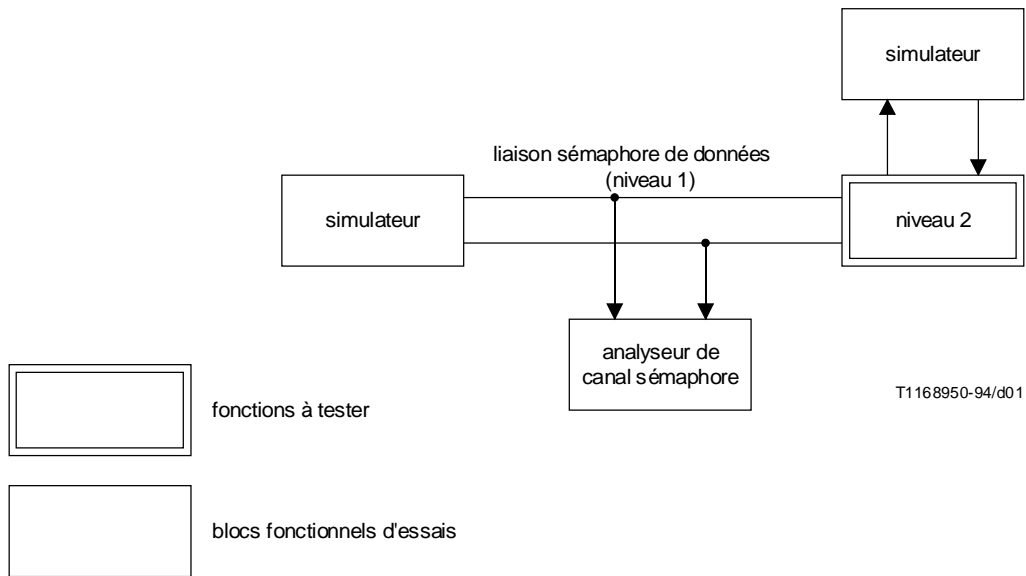 simulateur
liaison sémaphore de données
(niveau 1)
simulateur
niveau 2
analyseur de
canal sémaphore
T1168950-94/d01
fonctions à tester
blocs fonctionnels d'essais